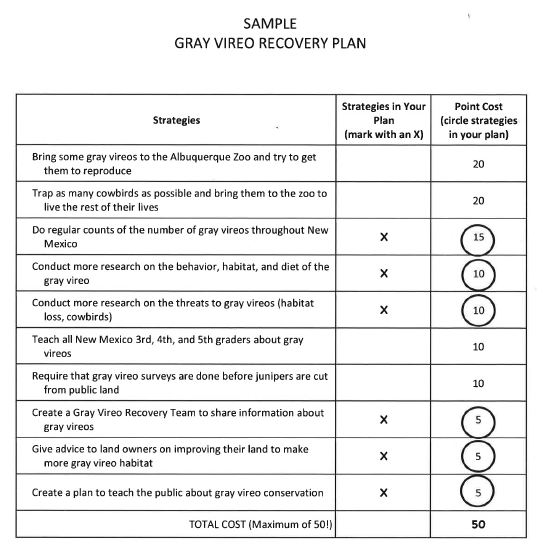 SAMPLE
GRAY VIREO RECOVERY PLAN
Strategies
Strategies in Your
Plan
(mark with an X)
Point Cost
(circle strategies
in your plan)
Bring some gray vireos to the Albuquerque Zoo and try to get
them to reproduce
20
Trap as many cowbirds as possible and bring them to the zoo to
live the rest of their lives
20
Do regular counts of the number of gray vireos throughout New
Mexico
X
15
Conduct more research on the behavior, habitat, and diet of the
gray vireo
X
10
Conduct more research on the threats to gray vireos (habitat
loss, cowbirds)
X
10
Teach all New Mexico 3rd, 4th, and 5th graders about gray
vireos
10
Require that gray vireo surveys are done before junipers are cut
from public land
10
Create a Gray Vireo Recovery Team to share information about
gray vireos
X
5
Give advice to land owners on improving their land to make
more gray vireo habitat
X
5
Create a plan to teach the public about gray vireo conservation
X
5
TOTAL COST (Maximum of 50!)
50